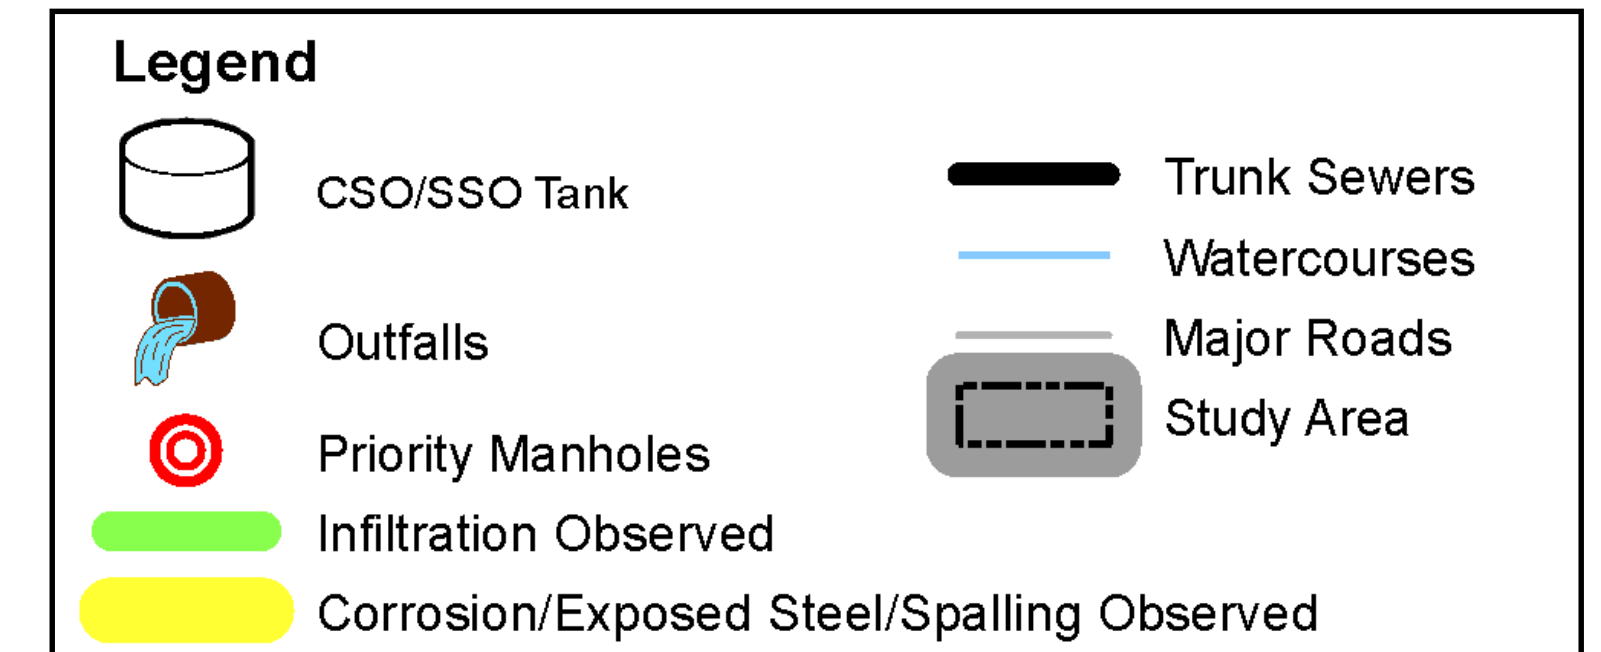 Legend
CSO/SSO Tank
Outfalls
Priority Manholes
Infiltration Observed
Corrosion/Exposed Steel/Spalling Observed
Trunk Sewers
Watercourses
Major Roads
Study Area